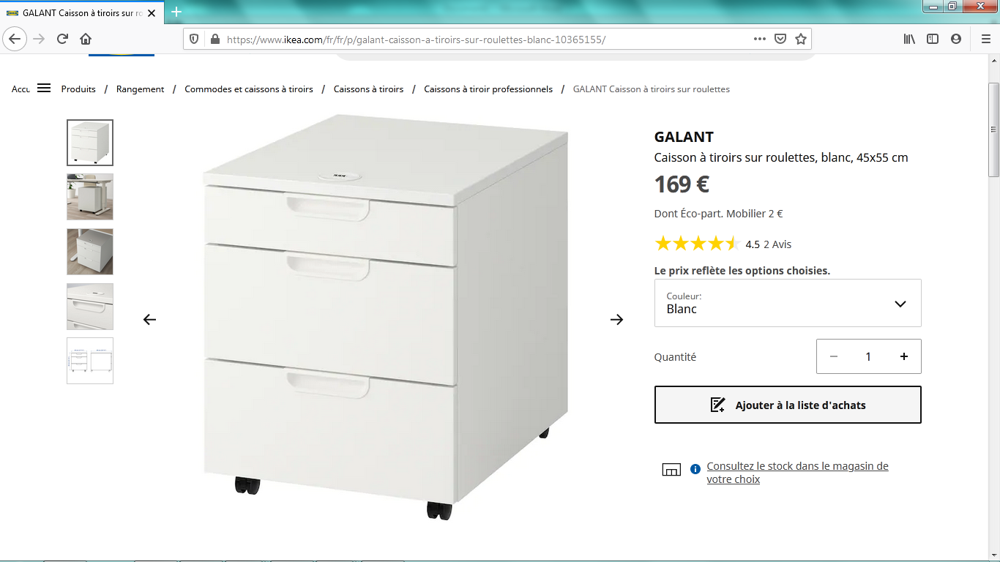 GALANT Caisson à tiroirs sur ro
https://www.ikea.com/fr/fr/p/galant-caisson-a-tiroirs-sur-roulettes-blanc-10365155/
Accu Produits / Rangement / Commodes et caissons à tiroirs / Caissons à tiroirs / Caissons à tiroir professionnels / GALANT Caisson à tiroirs sur roulettes
GALANT
Caisson à tiroirs sur roulettes, blanc, 45x55 cm
169 €
Dont Éco-part. Mobilier 2 €
4.5 2 Avis
Le prix reflète les options choisies.
Couleur:
Blanc
Quantité
1
Ajouter à la liste d'achats
Consultez le stock dans le magasin de
votre choix